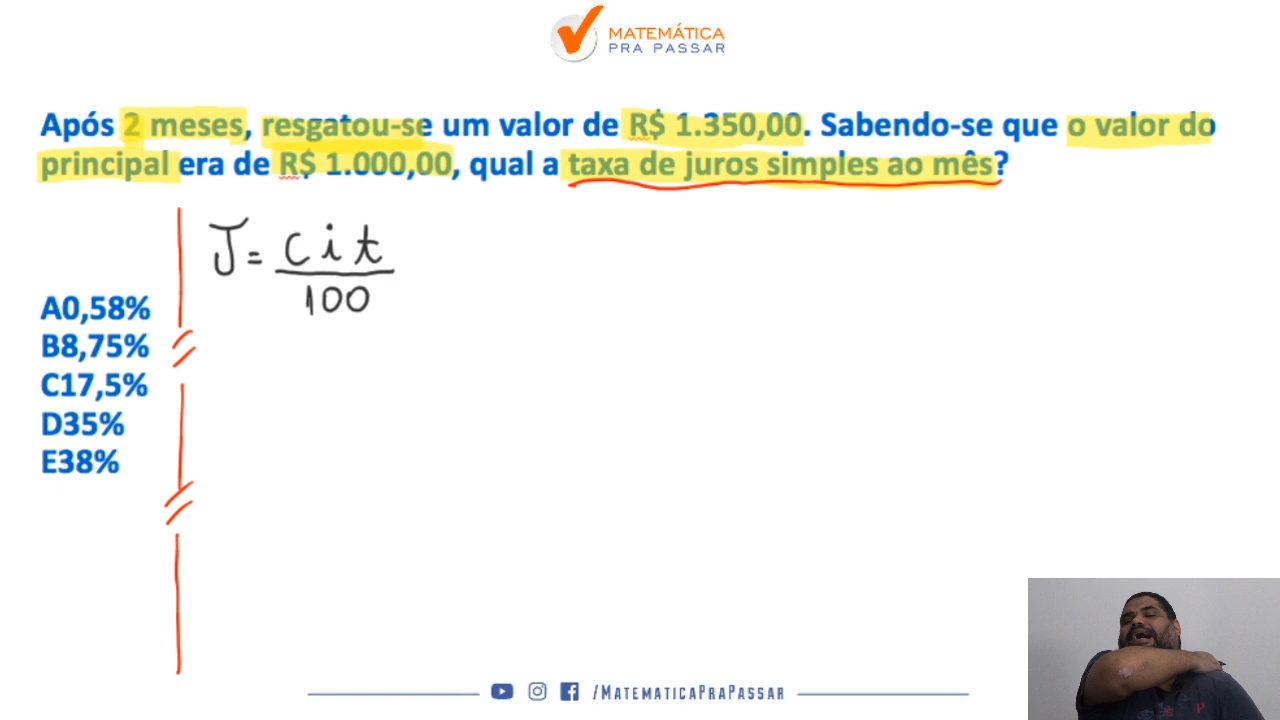 MATEMÁTICA
PRA PASSAR
Após 2 meses, resgatou-se um valor de R$ 1.350,00. Sabendo-se que o valor do
principal era de R$ 1.000,00, qual a taxa de juros simples ao mês?
J = c i t
100
A0,58%
B8,75%
C17,5%
D35%
E38%
/MATEMATICAPRAPASSAR